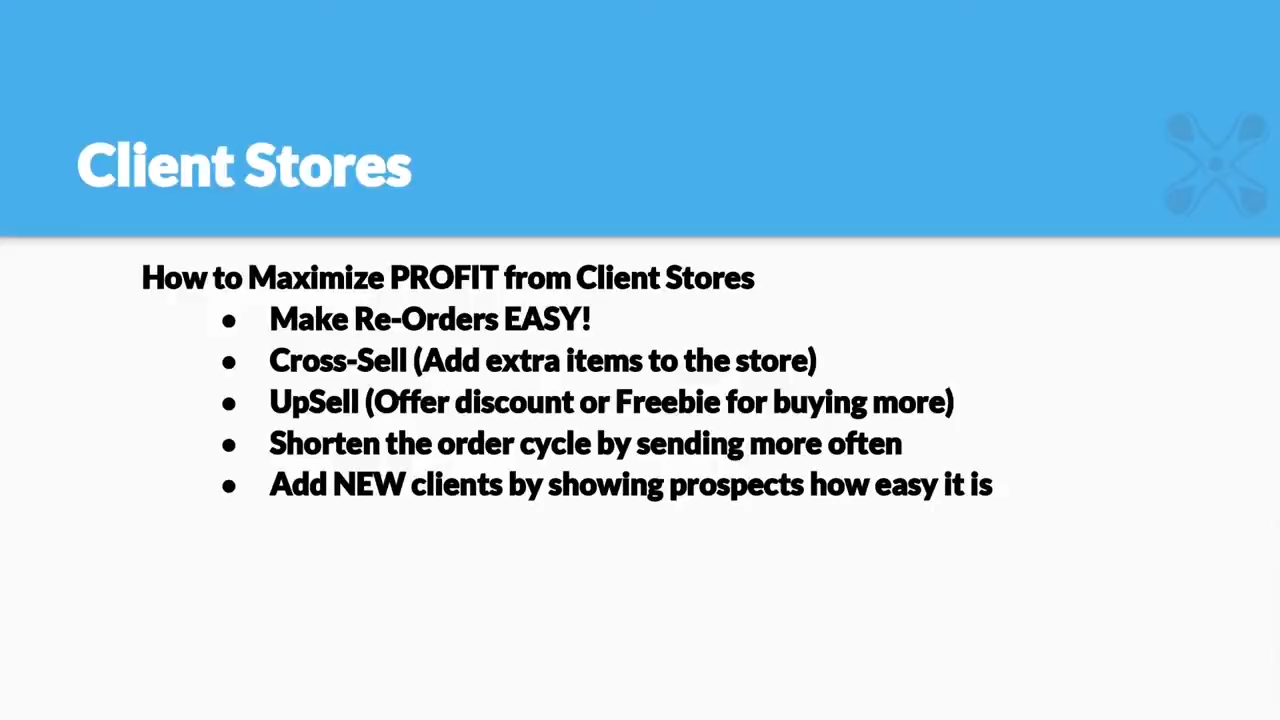 Client Stores
How to Maximize PROFIT from Client Stores
● Make Re-Orders EASY!
● Cross-Sell (Add extra items to the store)
● UpSell (Offer discount or Freebie for buying more)
● Shorten the order cycle by sending more often
● Add NEW clients by showing prospects how easy it is